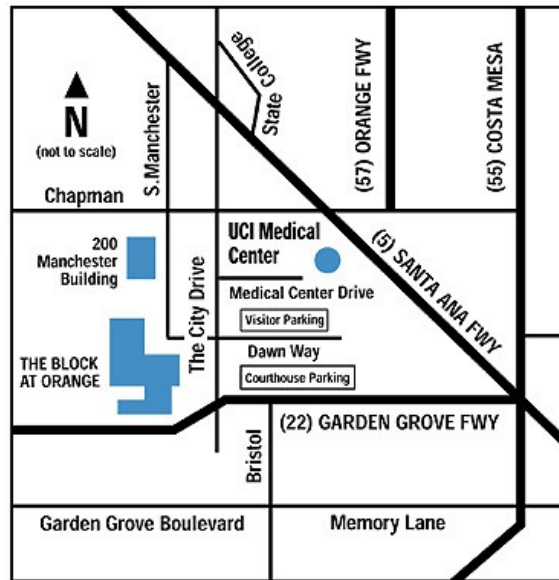 State College
(57) ORANGE FWY
(55) COSTA MESA
N
(not to scale)
S.Manchester
Chapman
200
Manchester
Building
UCI Medical
Center
(5) SANTA ANA FWY
The City Drive
Medical Center Drive
Visitor Parking
Dawn Way
THE BLOCK
AT ORANGE
Courthouse Parking
(22) GARDEN GROVE FWY
Bristol
Garden Grove Boulevard
Memory Lane